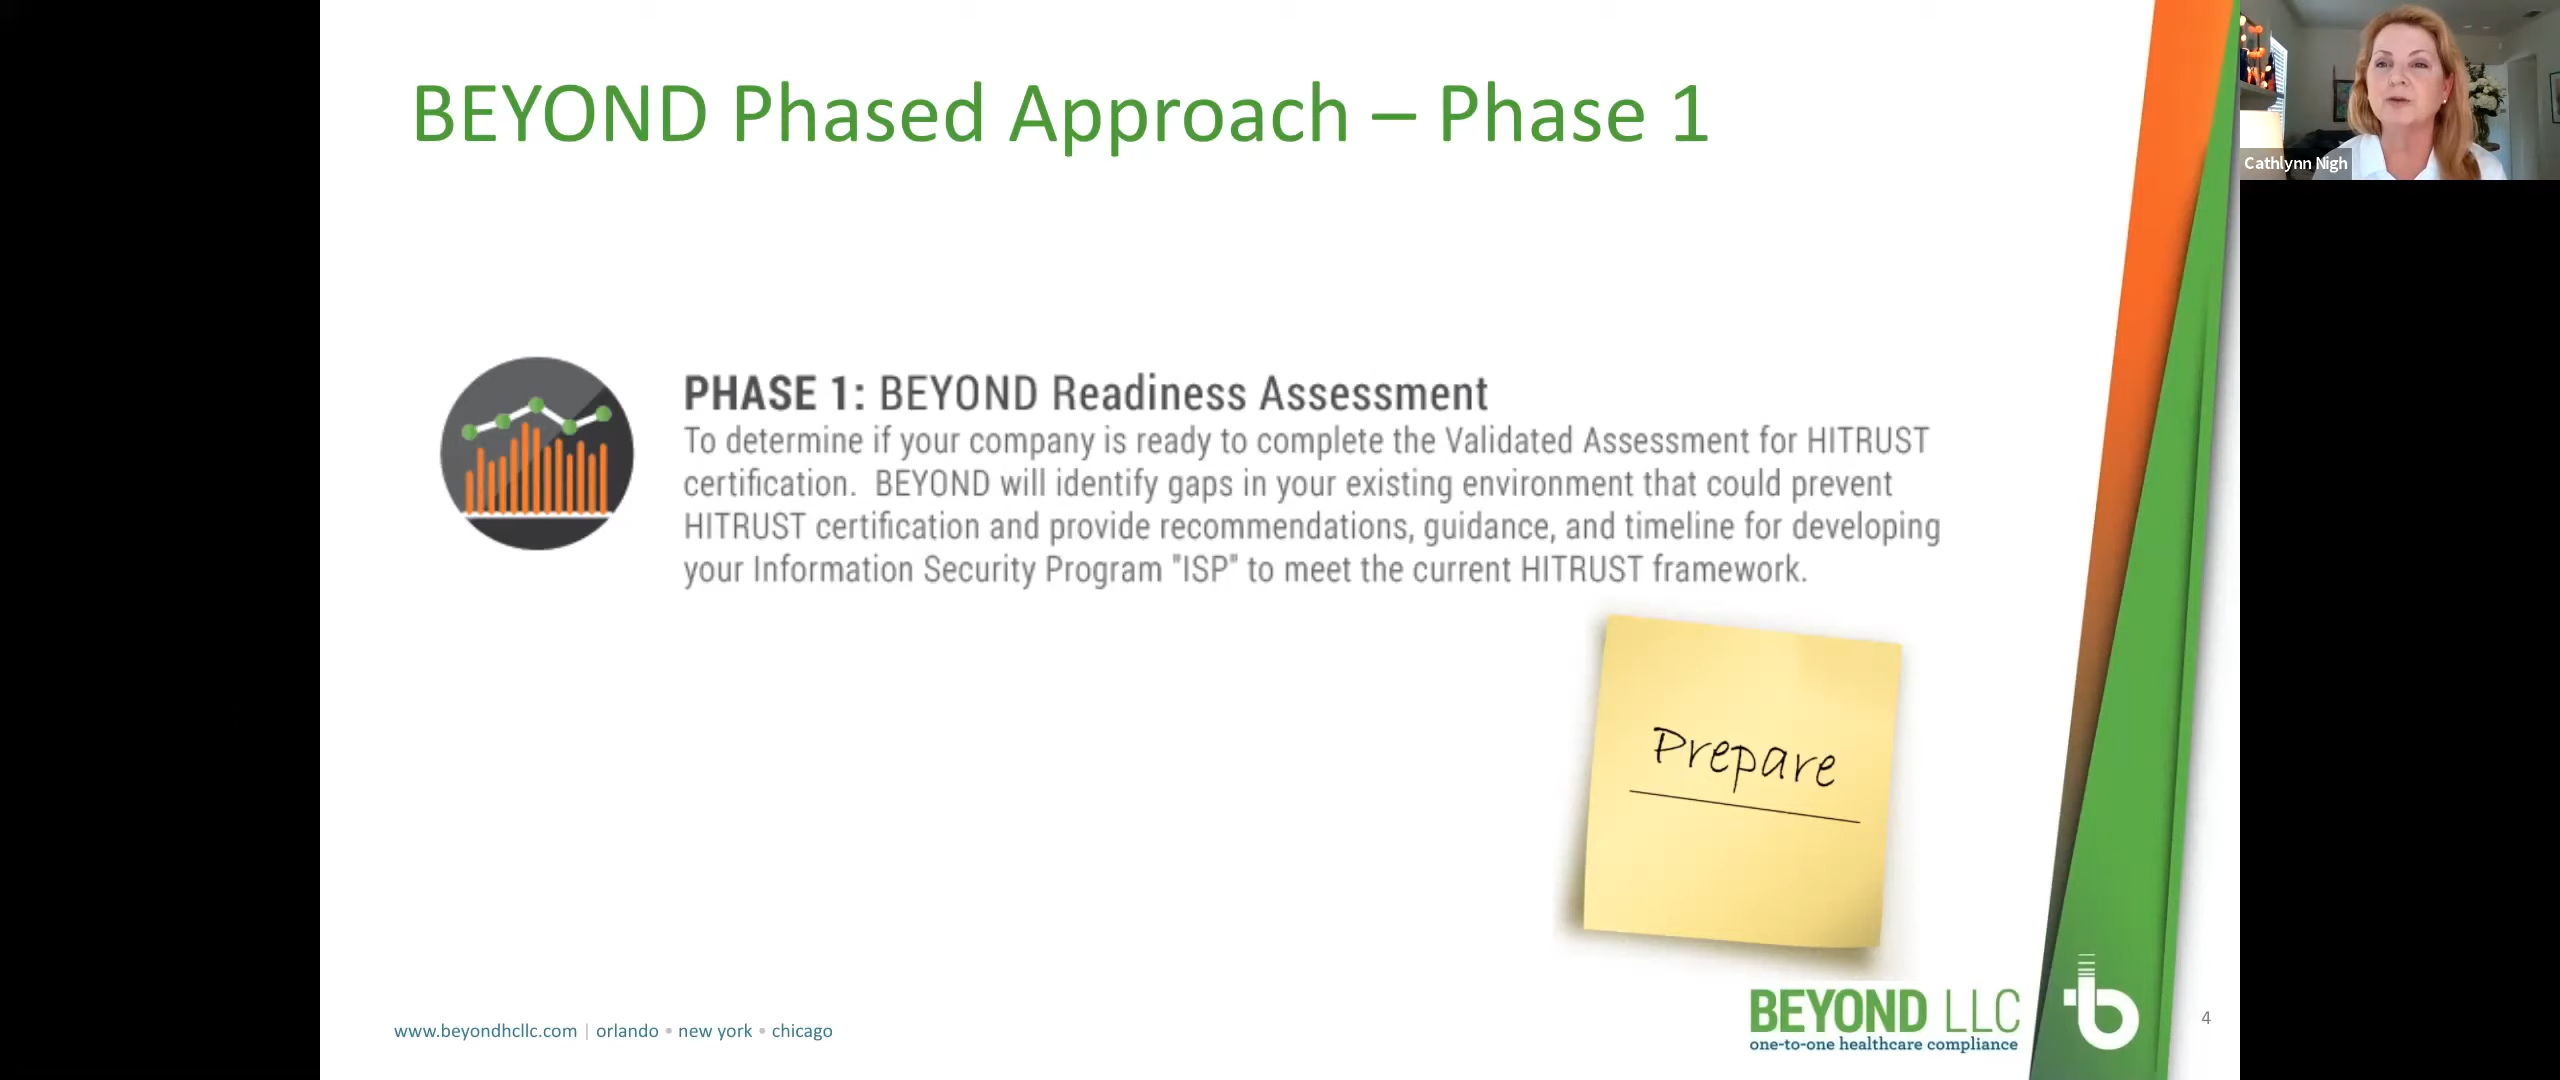 BEYOND Phased Approach – Phase 1
Cathlynn Nigh
PHASE 1: BEYOND Readiness Assessment
To determine if your company is ready to complete the Validated Assessment for HITRUST
certification.  BEYOND will identify gaps in your existing environment that could prevent
HITRUST certification and provide recommendations, guidance, and timeline for developing
your Information Security Program "ISP" to meet the current HITRUST framework.
Prepare
www.beyondhcllc.com | orlando • new york • chicago
BEYOND LLC
one-to-one healthcare compliance
b
4